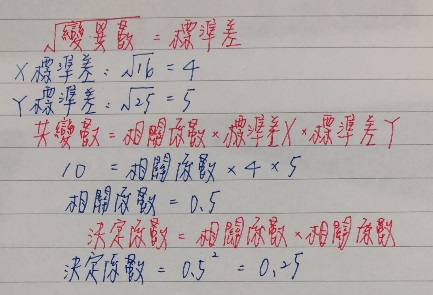 √變異數 = 標準差
X標準差：√16 = 4
Y標準差：√25 = 5
共變數 = 相關係數 × 標準差X × 標準差Y
10 = 相關係數 × 4 × 5
相關係數 = 0.5
決定係數 = 相關係數 × 相關係數
決定係數 = 0.5² = 0.25